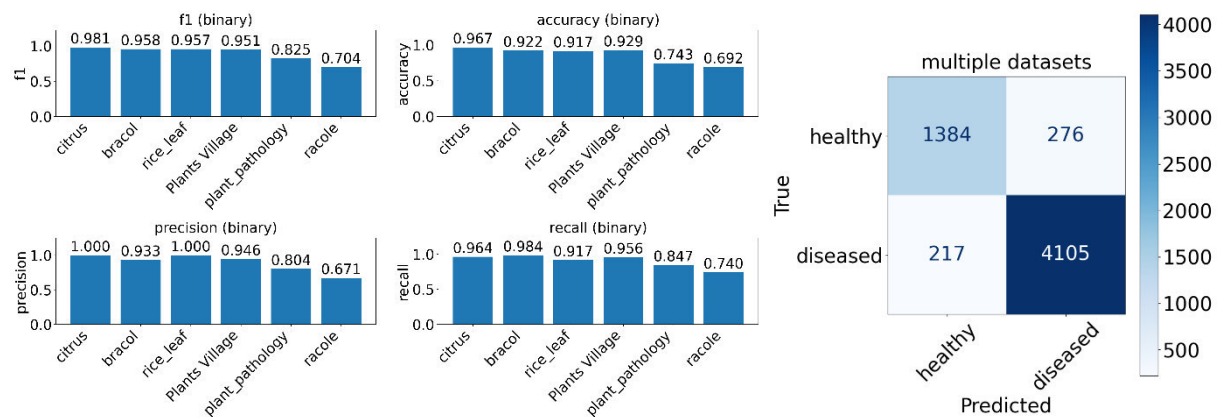 f1 (binary)
0.981 0.958 0.957 0.951 0.825 0.704
1.0
0.5
0.0
f1
citrus
bracol
rice_leaf
Plants Village
plant_pathology
racole
accuracy (binary)
0.967 0.922 0.917 0.929 0.743 0.692
1.0
0.5
0.0
accuracy
citrus
bracol
rice_leaf
Plants Village
plant_pathology
racole
precision (binary)
1.000 0.933 1.000 0.946 0.804 0.671
1.0
0.5
0.0
precision
citrus
bracol
rice_leaf
Plants Village
plant_pathology
racole
recall (binary)
0.964 0.984 0.917 0.956 0.847 0.740
1.0
0.5
0.0
recall
citrus
bracol
rice_leaf
Plants Village
plant_pathology
racole
multiple datasets
True
healthy 1384 276
diseased 217 4105
healthy
diseased
Predicted
4000
3500
3000
2500
2000
1500
1000
500